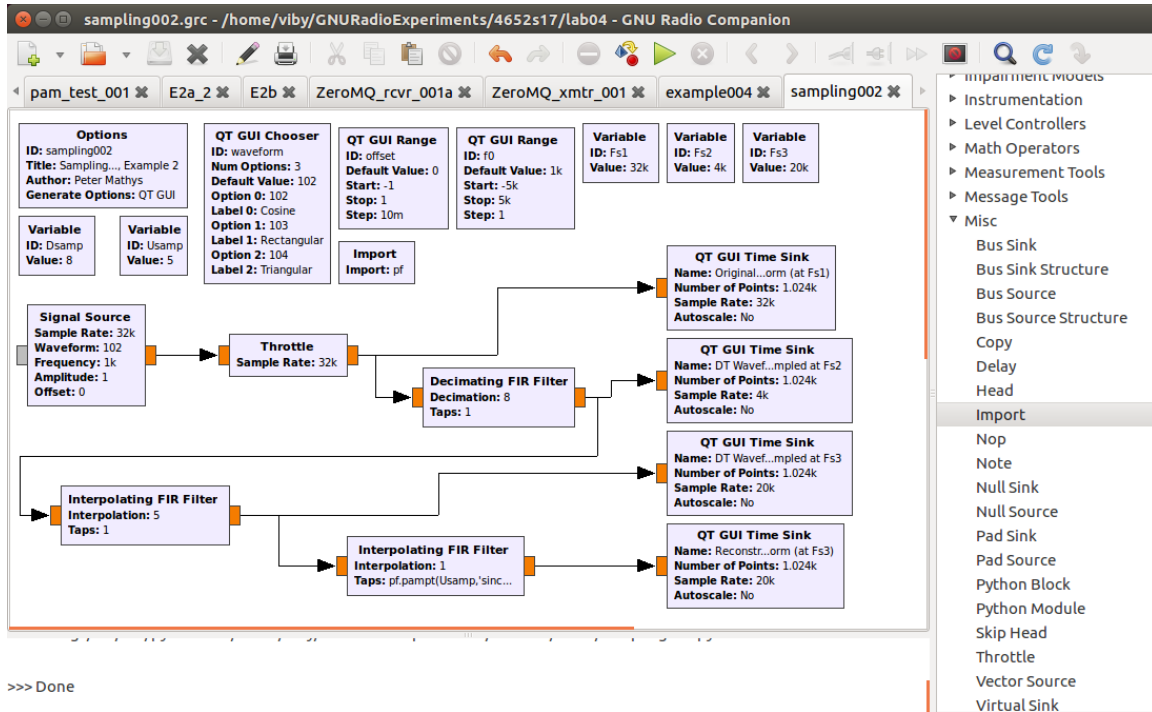 sampling002.grc - /home/viby/GNURadioExperiments/4652s17/lab04 - GNU Radio Companion
pam_test_001
E2a_2
E2b
ZeroMQ_rcvr_001a
ZeroMQ_xmtr_001
example004
sampling002
Options
ID: sampling002
Title: Sampling..., Example 2
Author: Peter Mathys
Generate Options: QT GUI
QT GUI Chooser
ID: waveform
Num Options: 3
Default Value: 102
Option 0: 102
Label 0: Cosine
Option 1: 103
Label 1: Rectangular
Option 2: 104
Label 2: Triangular
QT GUI Range
ID: offset
Default Value: 0
Start: -1
Stop: 1
Step: 10m
QT GUI Range
ID: f0
Default Value: 1k
Start: -5k
Stop: 5k
Step: 1
Variable
ID: Fs1
Value: 32k
Variable
ID: Fs2
Value: 4k
Variable
ID: Fs3
Value: 20k
Variable
ID: Dsamp
Value: 8
Variable
ID: Usamp
Value: 5
Import
Import: pf
Signal Source
Sample Rate: 32k
Waveform: 102
Frequency: 1k
Amplitude: 1
Offset: 0
Throttle
Sample Rate: 32k
Decimating FIR Filter
Decimation: 8
Taps: 1
QT GUI Time Sink
Name: Original...orm (at Fs1)
Number of Points: 1.024k
Sample Rate: 32k
Autoscale: No
QT GUI Time Sink
Name: DT Wavef...mpled at Fs2
Number of Points: 1.024k
Sample Rate: 4k
Autoscale: No
QT GUI Time Sink
Name: DT Wavef...mpled at Fs3
Number of Points: 1.024k
Sample Rate: 20k
Autoscale: No
Interpolating FIR Filter
Interpolation: 5
Taps: 1
Interpolating FIR Filter
Interpolation: 1
Taps: pf.pampt(Usamp,'sinc...
QT GUI Time Sink
Name: Reconstr...orm (at Fs3)
Number of Points: 1.024k
Sample Rate: 20k
Autoscale: No
>>> Done
Impairment Models
Instrumentation
Level Controllers
Math Operators
Measurement Tools
Message Tools
Misc
Bus Sink
Bus Sink Structure
Bus Source
Bus Source Structure
Copy
Delay
Head
Import
Nop
Note
Null Sink
Null Source
Pad Sink
Pad Source
Python Block
Python Module
Skip Head
Throttle
Vector Source
Virtual Sink